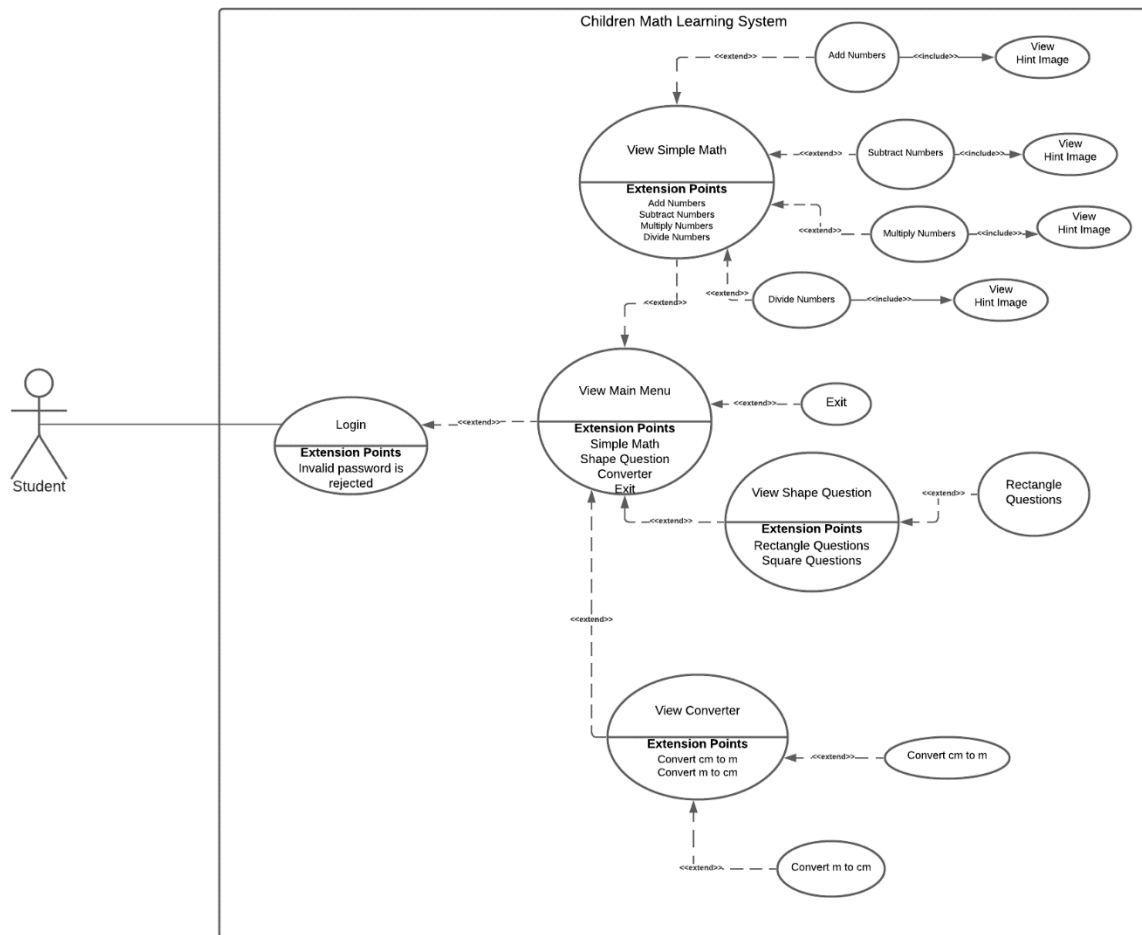 Children Math Learning System
<<extend>>
Add Numbers
<<include>>
View
Hint Image
View Simple Math
Extension Points
Add Numbers
Subtract Numbers
Multiply Numbers
Divide Numbers
<<extend>>
Subtract Numbers
<<include>>
View
Hint Image
<<extend>>
Multiply Numbers
<<include>>
View
Hint Image
<<extend>>
Divide Numbers
<<include>>
View
Hint Image
<<extend>>
Student
Login
Extension Points
Invalid password is
rejected
<<extend>>
View Main Menu
Extension Points
Simple Math
Shape Question
Converter
Exit
<<extend>>
Exit
<<extend>>
View Shape Question
Extension Points
Rectangle Questions
Square Questions
<<extend>>
Rectangle
Questions
<<extend>>
View Converter
Extension Points
Convert cm to m
Convert m to cm
<<extend>>
Convert cm to m
<<extend>>
Convert m to cm